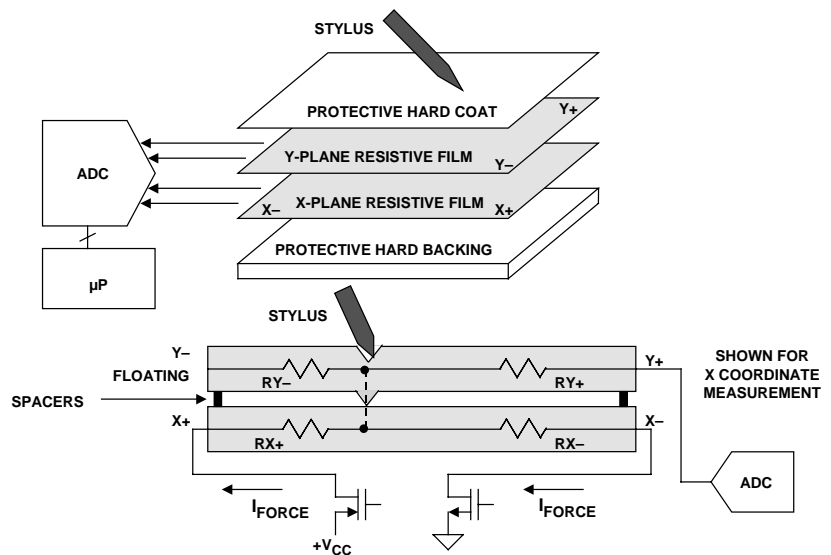 STYLUS
PROTECTIVE HARD COAT
Y+
Y-PLANE RESISTIVE FILM
Y–
ADC
X–
X-PLANE RESISTIVE FILM
X+
PROTECTIVE HARD BACKING
µP
STYLUS
Y–
FLOATING
RY–
RY+
Y+
SHOWN FOR
X COORDINATE
MEASUREMENT
SPACERS
X+
RX+
RX–
X–
IFORCE
IFORCE
ADC
+VCC